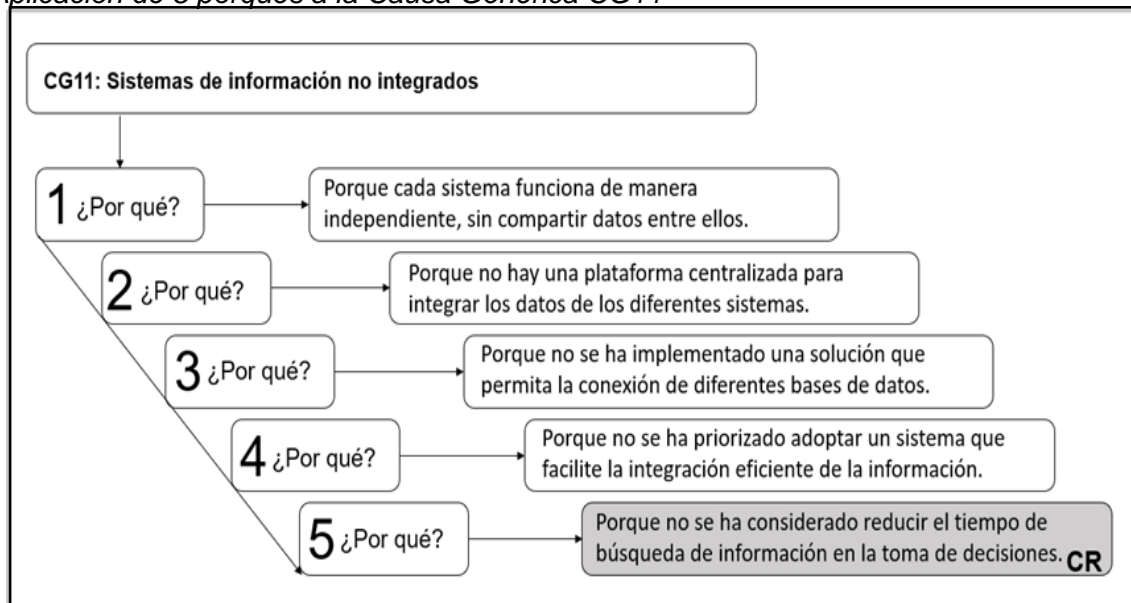 Aplicación de 5 porqués a la Causa Genérica CG11
CG11: Sistemas de información no integrados
1 ¿Por qué?
Porque cada sistema funciona de manera
independiente, sin compartir datos entre ellos.
2 ¿Por qué?
Porque no hay una plataforma centralizada para
integrar los datos de los diferentes sistemas.
3 ¿Por qué?
Porque no se ha implementado una solución que
permita la conexión de diferentes bases de datos.
4 ¿Por qué?
Porque no se ha priorizado adoptar un sistema que
facilite la integración eficiente de la información.
5 ¿Por qué?
Porque no se ha considerado reducir el tiempo de
búsqueda de información en la toma de decisiones. CR